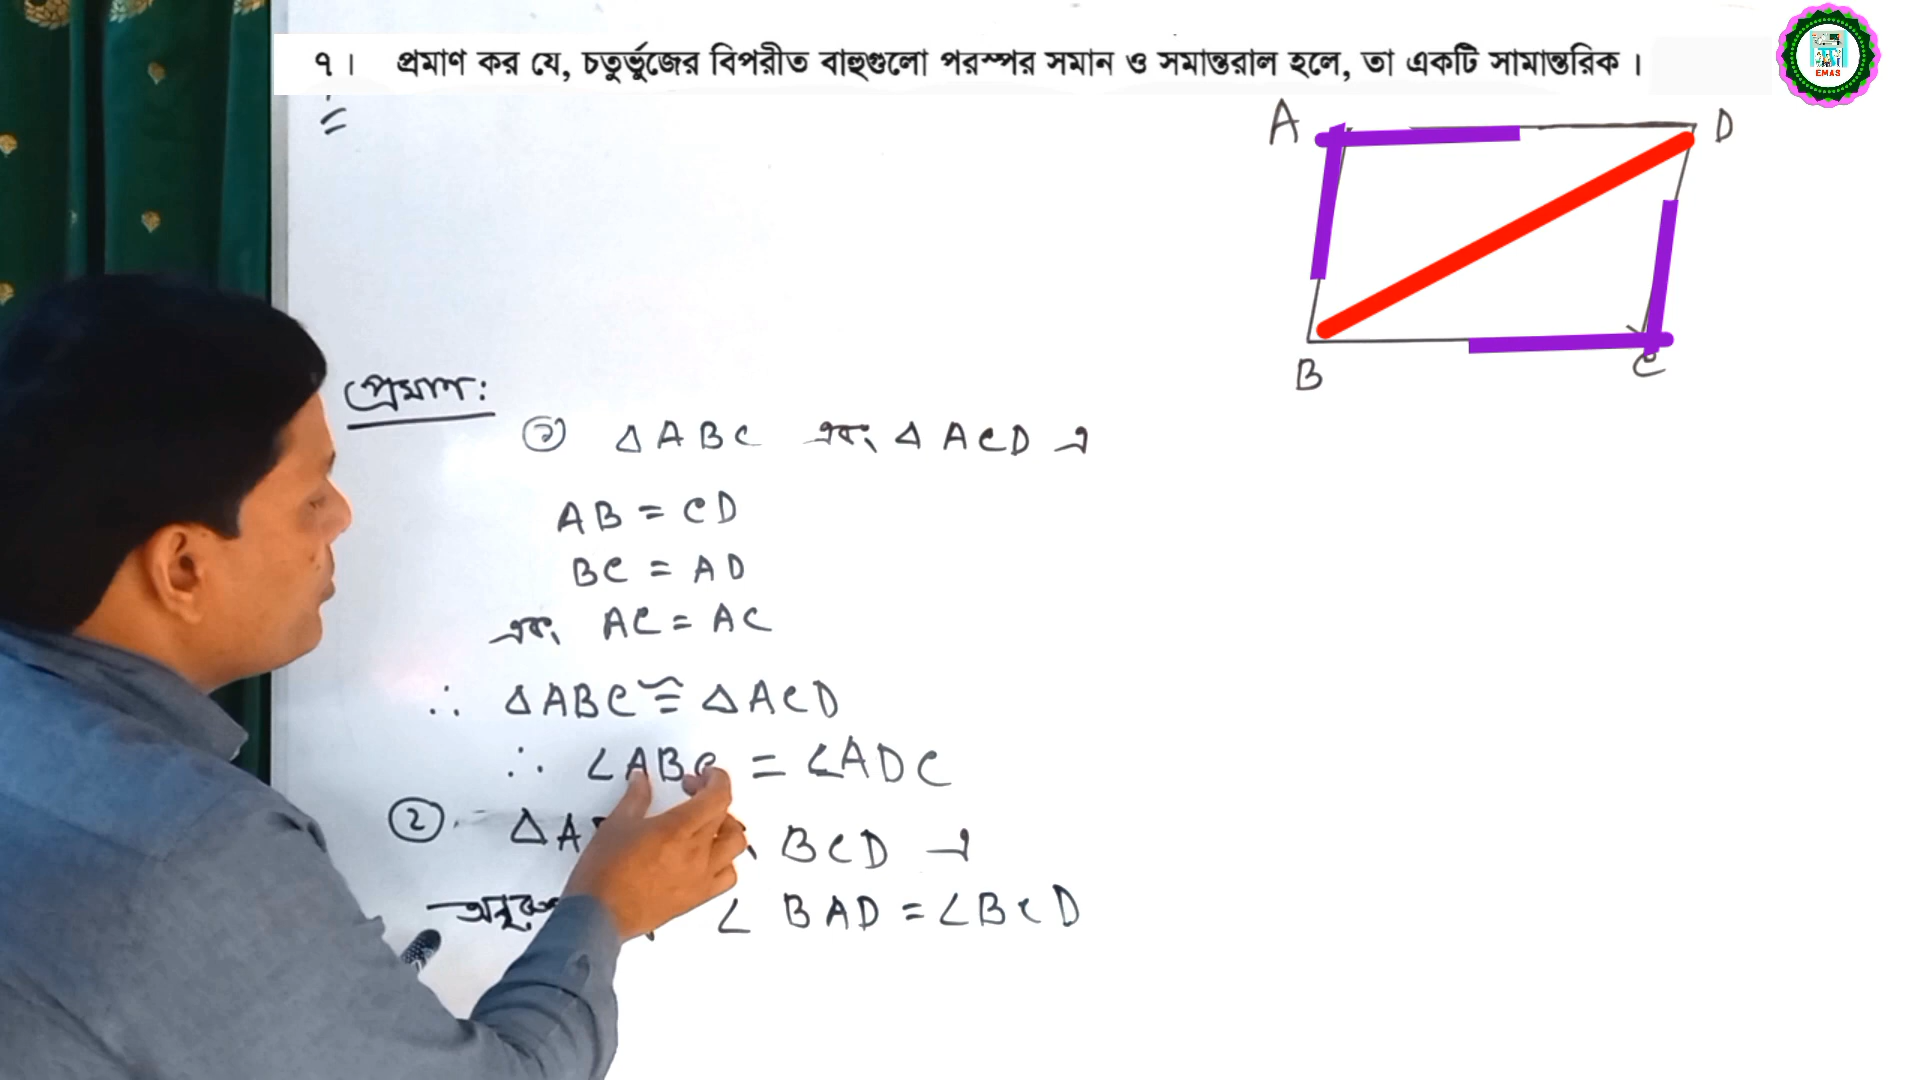 ৭। প্রমাণ কর যে, চতুর্ভুজের বিপরীত বাহুগুলো পরস্পর সমান ও সমান্তরাল হলে, তা একটি সামান্তরিক।
EMAS
A D
B C
প্রমাণ:
① △ABC এবং △ACD এ
AB = CD
BC = AD
এবং AC = AC
∴ △ABC ≅ △ACD
∴ ∠ABC = ∠ADC
② △A BCD এ
∠BAD = ∠BCD